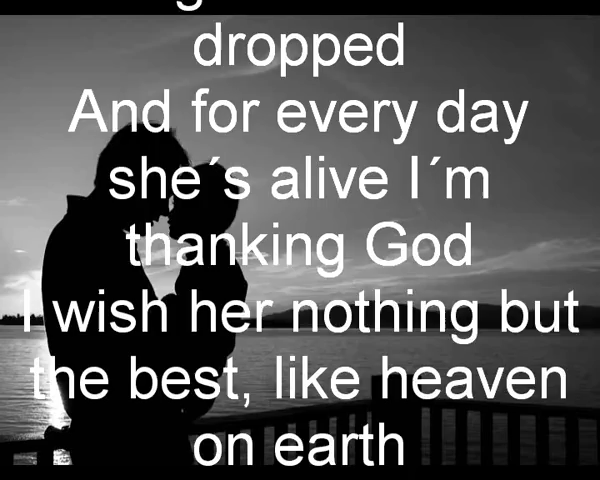 dropped
And for every day
she´s alive I´m
thanking God
I wish her nothing but
the best, like heaven
on earth